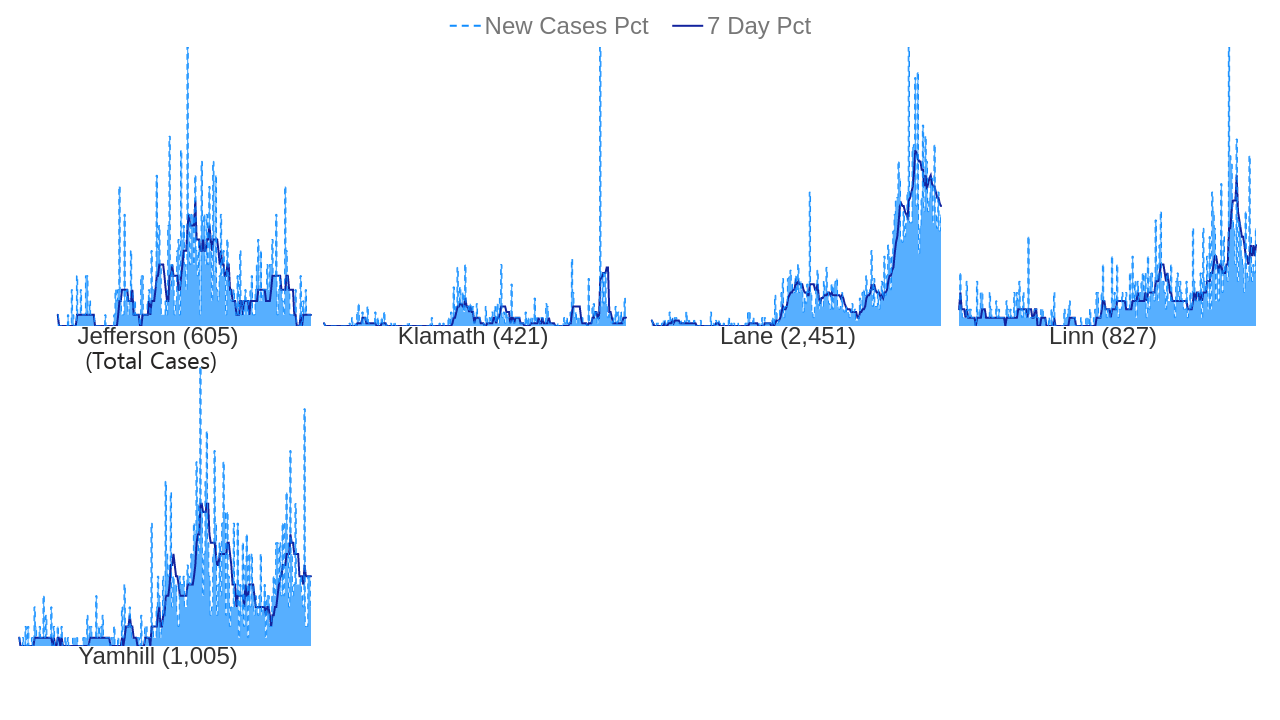 New Cases Pct 7 Day Pct
Jefferson (605) Klamath (421) Lane (2,451) Linn (827)
(Total Cases)
Yamhill (1,005)